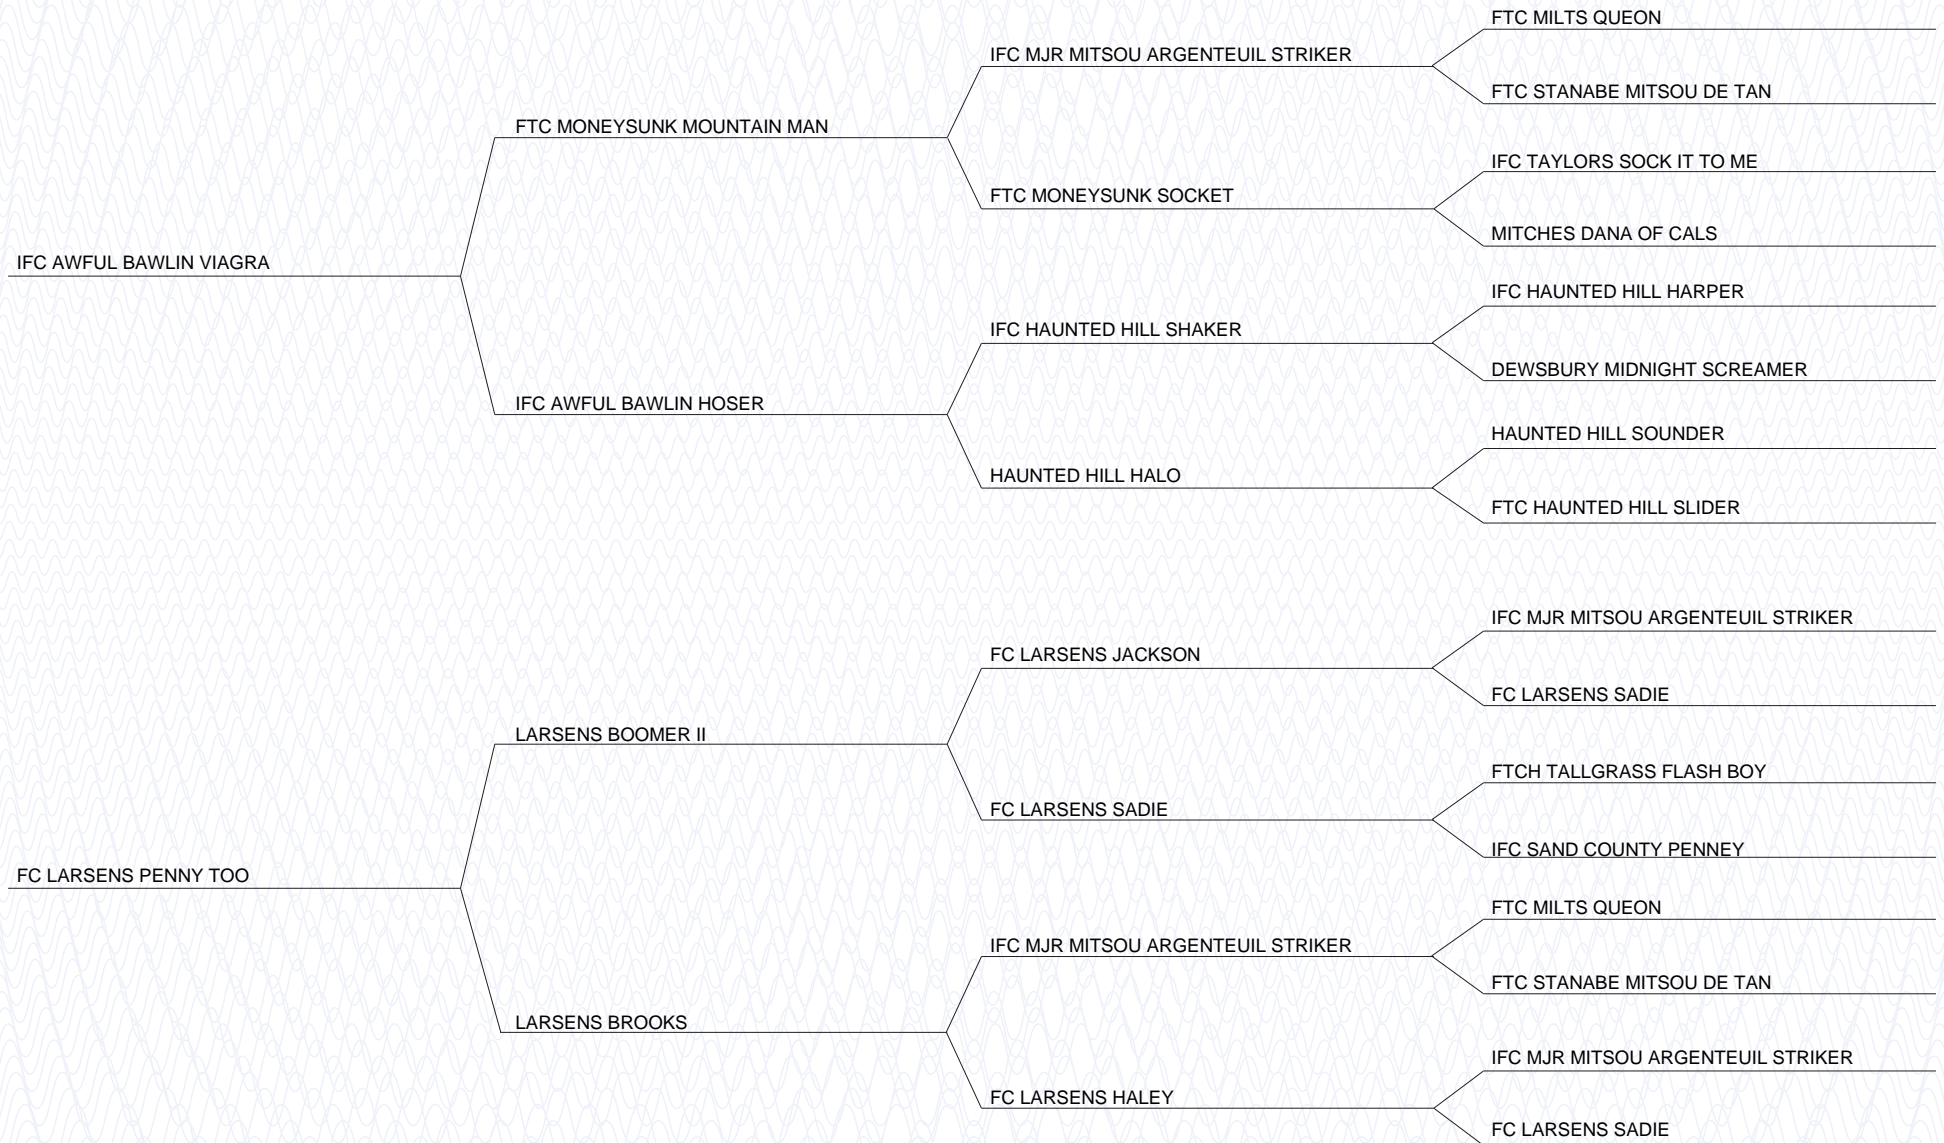 FTC MILTS QUEON
IFC MJR MITSOU ARGENTEUIL STRIKER
FTC STANABE MITSOU DE TAN
FTC MONEYSUNK MOUNTAIN MAN
IFC TAYLORS SOCK IT TO ME
FTC MONEYSUNK SOCKET
MITCHES DANA OF CALS
IFC AWFUL BAWLIN VIAGRA
IFC HAUNTED HILL HARPER
IFC HAUNTED HILL SHAKER
DEWSBURY MIDNIGHT SCREAMER
IFC AWFUL BAWLIN HOSER
HAUNTED HILL SOUNDER
HAUNTED HILL HALO
FTC HAUNTED HILL SLIDER
IFC MJR MITSOU ARGENTEUIL STRIKER
FC LARSENS JACKSON
FC LARSENS SADIE
LARSENS BOOMER II
FTCH TALLGRASS FLASH BOY
FC LARSENS SADIE
IFC SAND COUNTY PENNEY
FC LARSENS PENNY TOO
FTC MILTS QUEON
IFC MJR MITSOU ARGENTEUIL STRIKER
FTC STANABE MITSOU DE TAN
LARSENS BROOKS
IFC MJR MITSOU ARGENTEUIL STRIKER
FC LARSENS HALEY
FC LARSENS SADIE